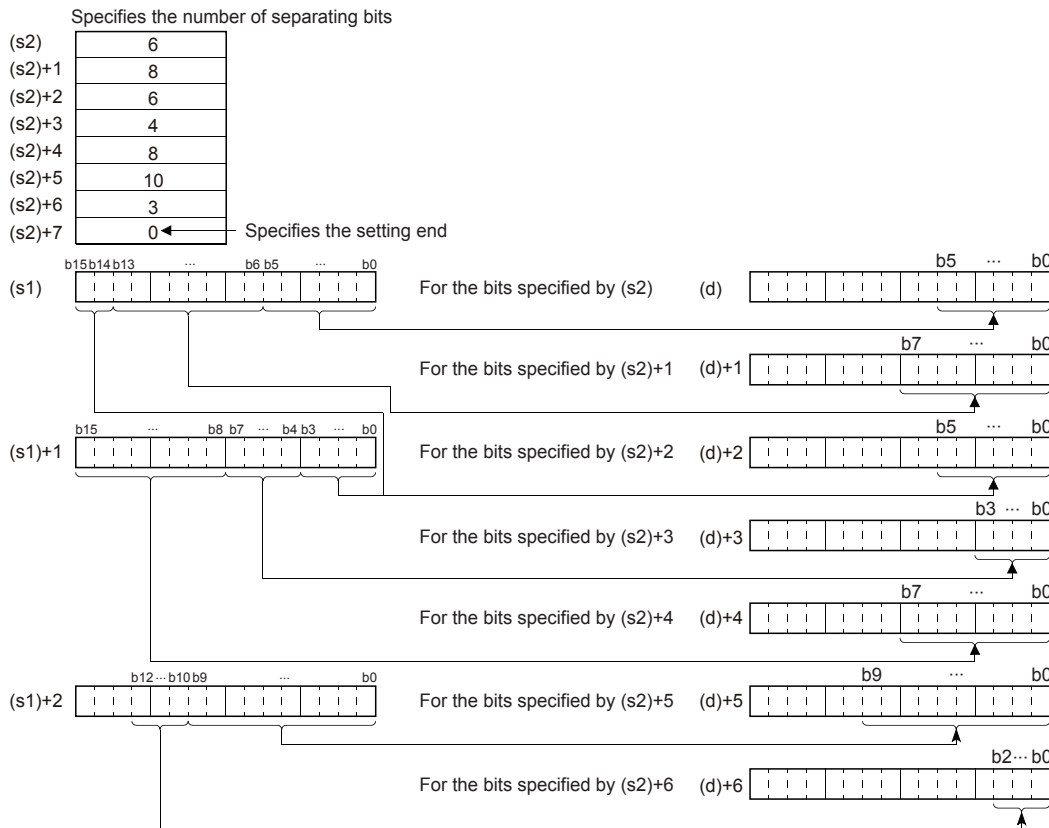 Specifies the number of separating bits
(s2) 6
(s2)+1 8
(s2)+2 6
(s2)+3 4
(s2)+4 8
(s2)+5 10
(s2)+6 3
(s2)+7 0 Specifies the setting end
b15 b14 b13 ... b6 b5 ... b0 b5 ... b0
(s1) For the bits specified by (s2) (d)
b7 ... b0
For the bits specified by (s2)+1 (d)+1
b15 ... b8 b7 ... b4 b3 ... b0 b5 ... b0
(s1)+1 For the bits specified by (s2)+2 (d)+2
b3 ... b0
For the bits specified by (s2)+3 (d)+3
b7 ... b0
For the bits specified by (s2)+4 (d)+4
b12 ... b10 b9 ... b0 b9 ... b0
(s1)+2 For the bits specified by (s2)+5 (d)+5
b2 ... b0
For the bits specified by (s2)+6 (d)+6